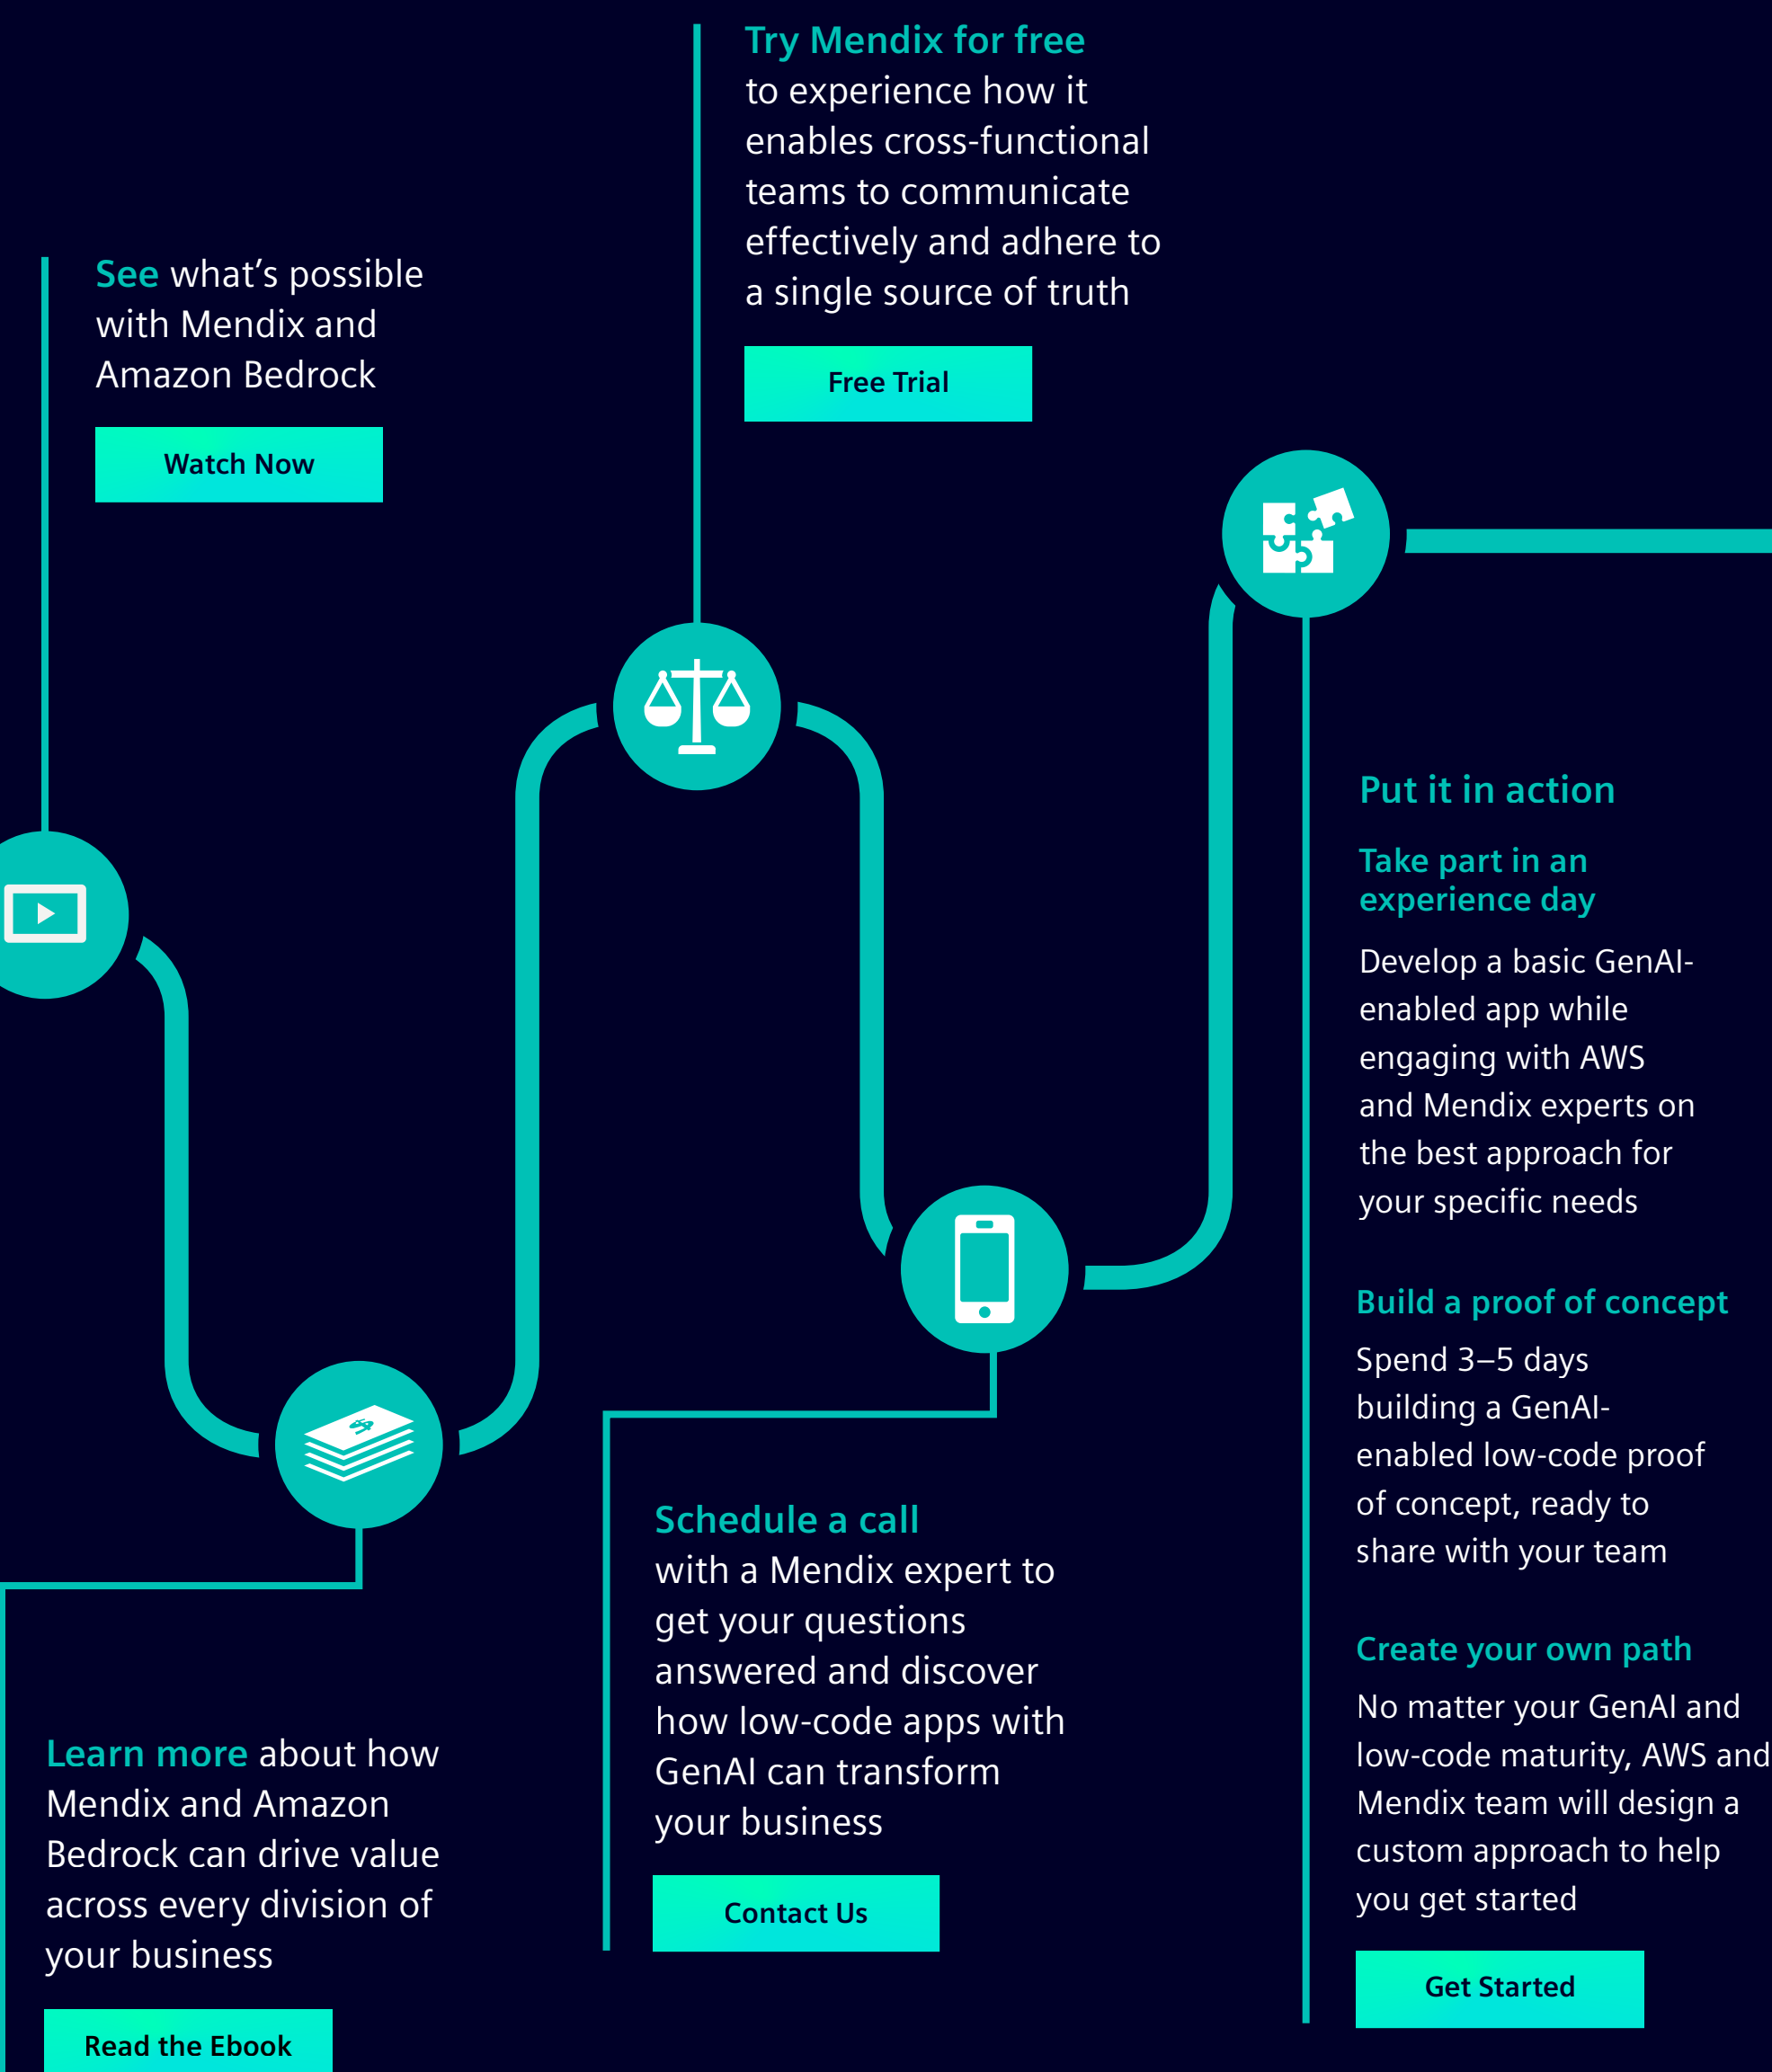 See what's possible
with Mendix and
Amazon Bedrock
Watch Now
Learn more about how
Mendix and Amazon
Bedrock can drive value
across every division of
your business
Read the Ebook
Try Mendix for free
to experience how it
enables cross-functional
teams to communicate
effectively and adhere to
a single source of truth
Free Trial
Schedule a call
with a Mendix expert to
get your questions
answered and discover
how low-code apps with
GenAI can transform
your business
Contact Us
Put it in action
Take part in an
experience day
Develop a basic GenAI-
enabled app while
engaging with AWS
and Mendix experts on
the best approach for
your specific needs
Build a proof of concept
Spend 3–5 days
building a GenAI-
enabled low-code proof
of concept, ready to
share with your team
Create your own path
No matter your GenAI and
low-code maturity, AWS and
Mendix team will design a
custom approach to help
you get started
Get Started